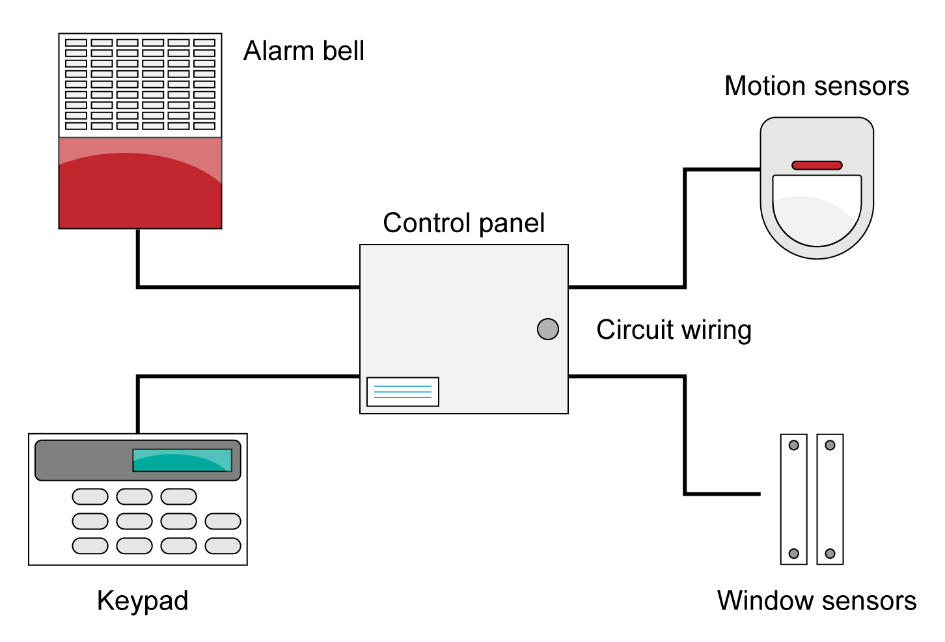 Alarm bell
Motion sensors
Control panel
Circuit wiring
Keypad
Window sensors